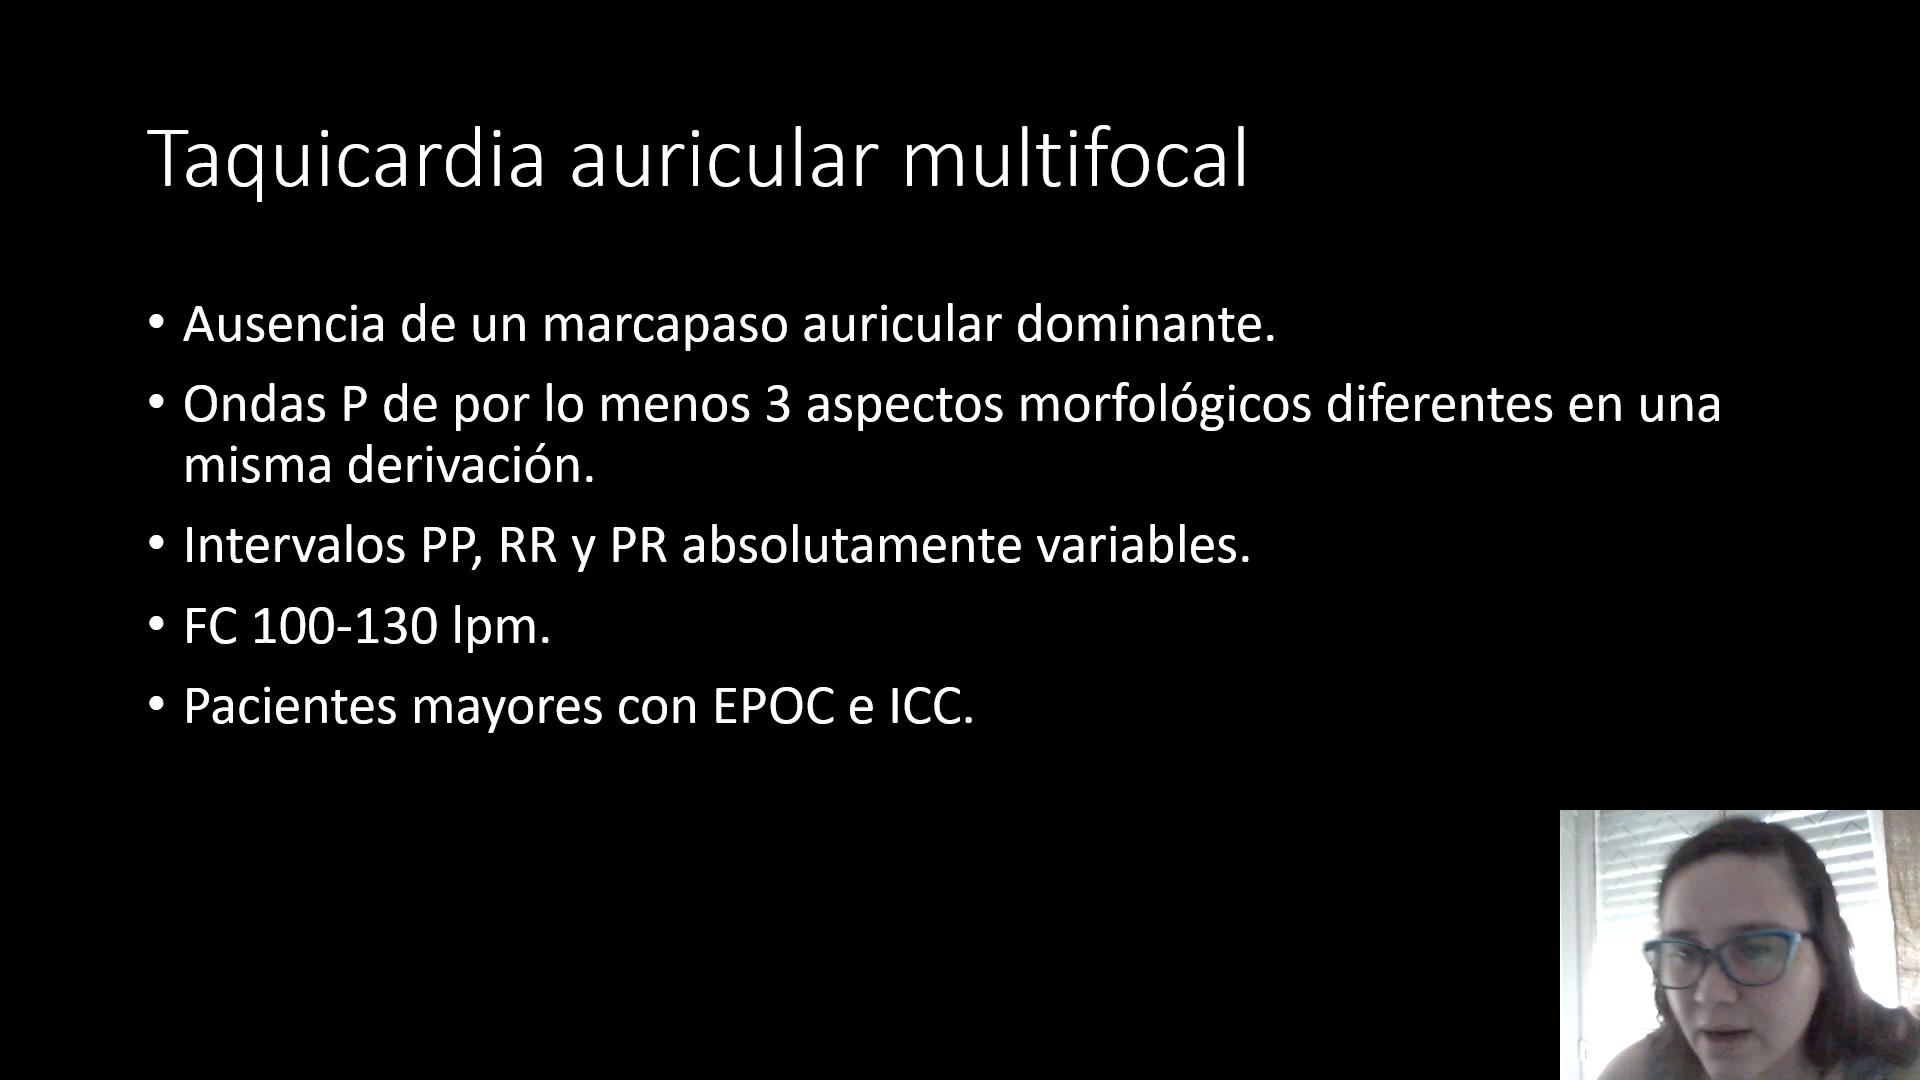 Taquicardia auricular multifocal
• Ausencia de un marcapaso auricular dominante.
• Ondas P de por lo menos 3 aspectos morfológicos diferentes en una
misma derivación.
• Intervalos PP, RR y PR absolutamente variables.
• FC 100-130 lpm.
• Pacientes mayores con EPOC e ICC.